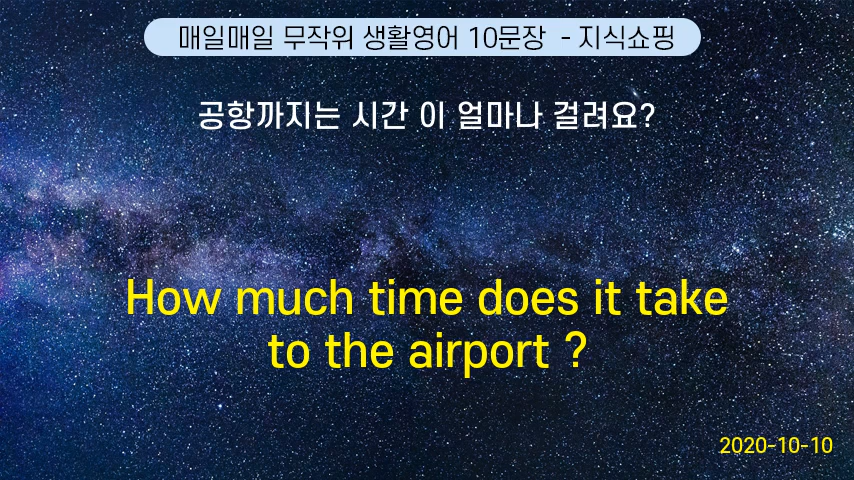 매일매일 무작위 생활영어 10문장 - 지식쇼핑
공항까지는 시간 이 얼마나 걸려요?
How much time does it take
to the airport ?
2020-10-10